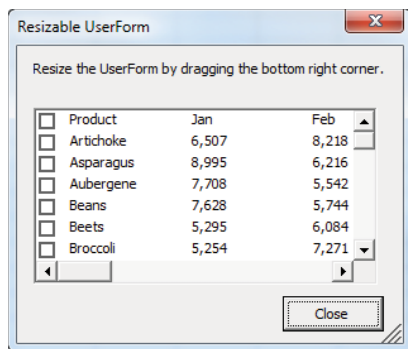 Resizable UserForm
Resize the UserForm by dragging the bottom right corner.
Product Jan Feb
Artichoke 6,507 8,218
Asparagus 8,995 6,216
Aubergene 7,708 5,542
Beans 7,628 5,744
Beets 5,295 6,084
Broccoli 5,254 7,271
Close